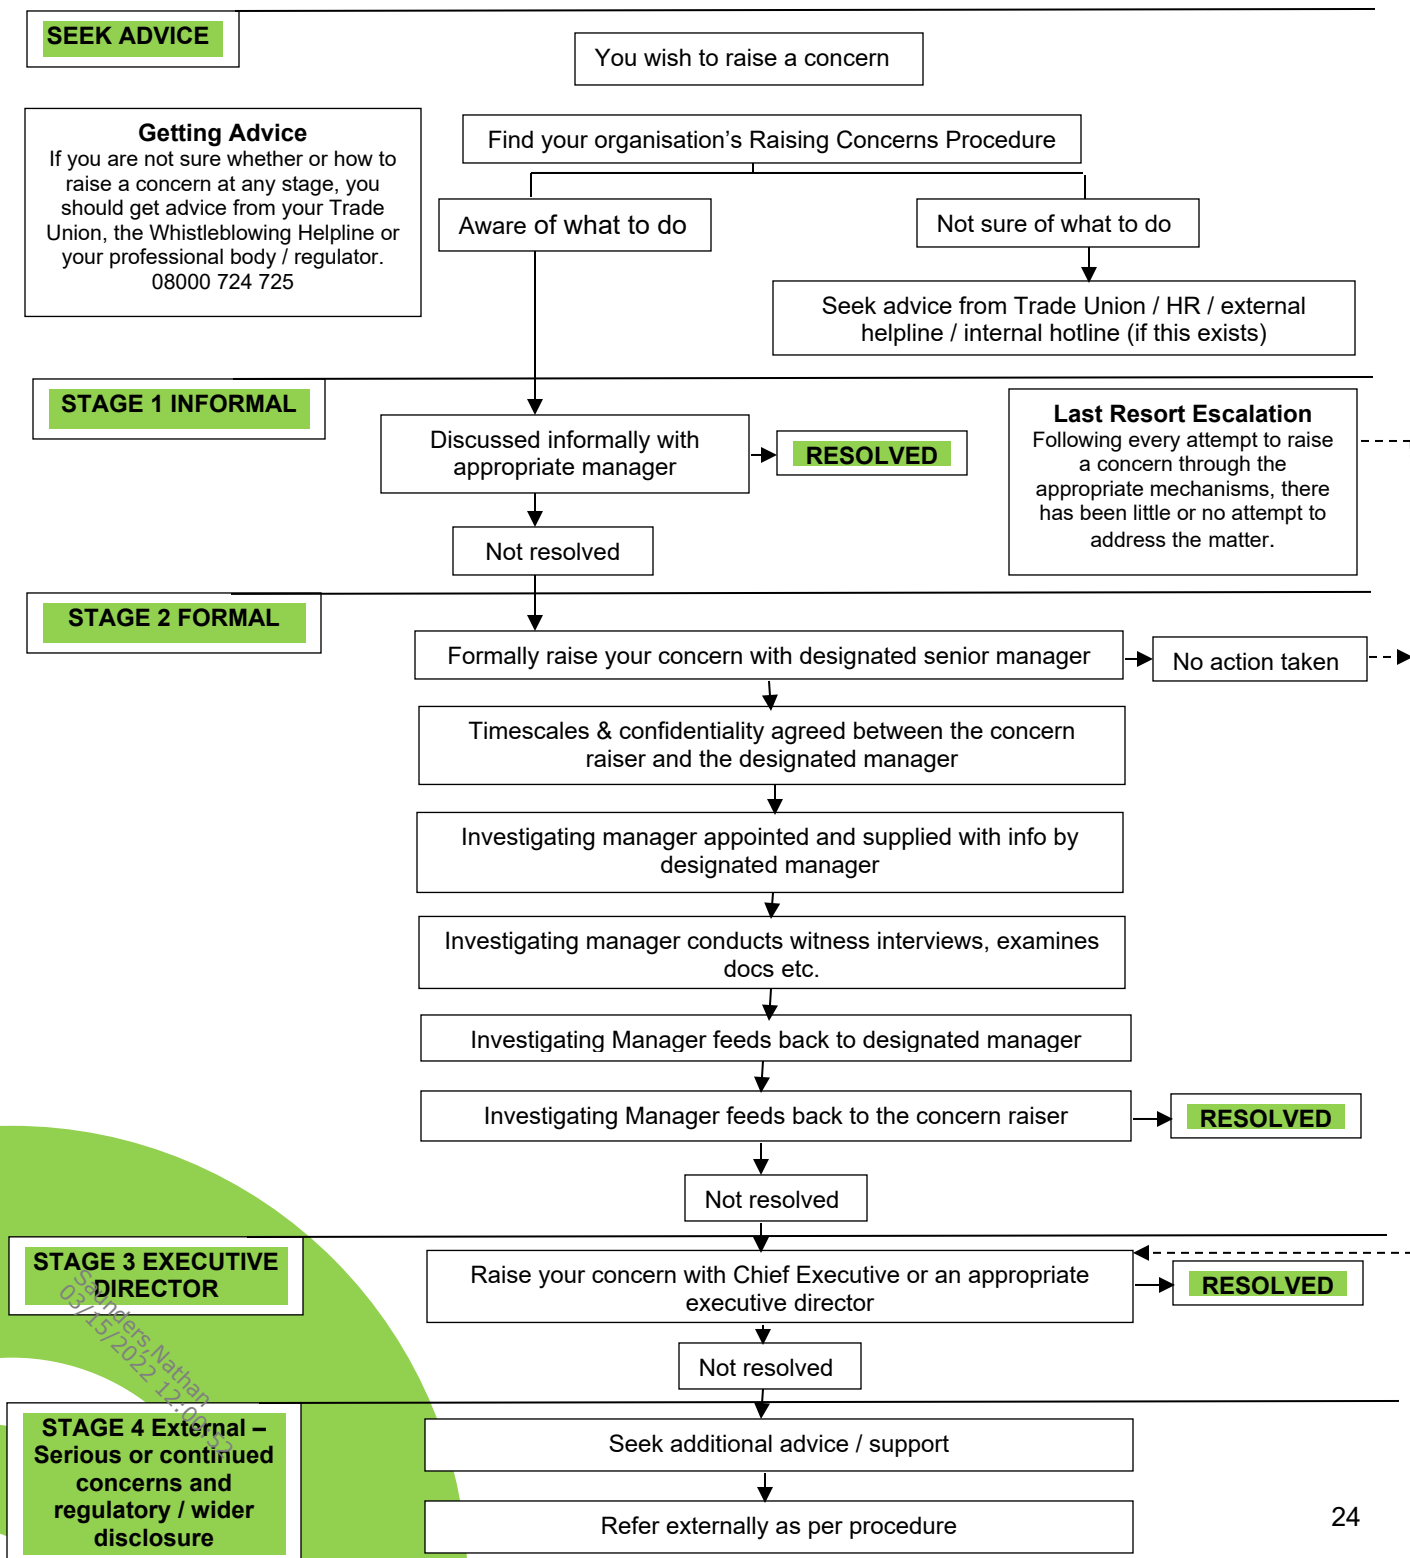 SEEK ADVICE
You wish to raise a concern
Getting Advice
If you are not sure whether or how to
raise a concern at any stage, you
should get advice from your Trade
Union, the Whistleblowing Helpline or
your professional body / regulator.
08000 724 725
Find your organisation's Raising Concerns Procedure
Aware of what to do
Not sure of what to do
Seek advice from Trade Union / HR / external
helpline / internal hotline (if this exists)
STAGE 1 INFORMAL
Discussed informally with
appropriate manager
RESOLVED
Last Resort Escalation
Following every attempt to raise
a concern through the
appropriate mechanisms, there
has been little or no attempt to
address the matter.
Not resolved
STAGE 2 FORMAL
Formally raise your concern with designated senior manager
No action taken
Timescales & confidentiality agreed between the concern
raiser and the designated manager
Investigating manager appointed and supplied with info by
designated manager
Investigating manager conducts witness interviews, examines
docs etc.
Investigating Manager feeds back to designated manager
Investigating Manager feeds back to the concern raiser
RESOLVED
Not resolved
STAGE 3 EXECUTIVE
DIRECTOR
Raise your concern with Chief Executive or an appropriate
executive director
RESOLVED
Not resolved
STAGE 4 External –
Serious or continued
concerns and
regulatory / wider
disclosure
Seek additional advice / support
Refer externally as per procedure
Saunders,Nathan
03/15/2022 12:00:52
24